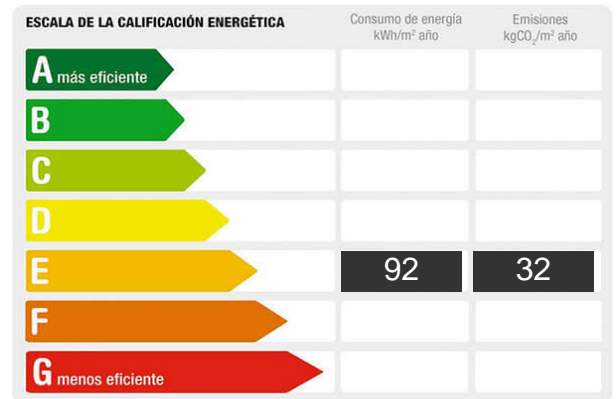 ESCALA DE LA CALIFICACIÓN ENERGÉTICA
Consumo de energía
kWh/m² año
Emisiones
kgCO₂/m² año
A más eficiente
B
C
D
E 92 32
F
G menos eficiente